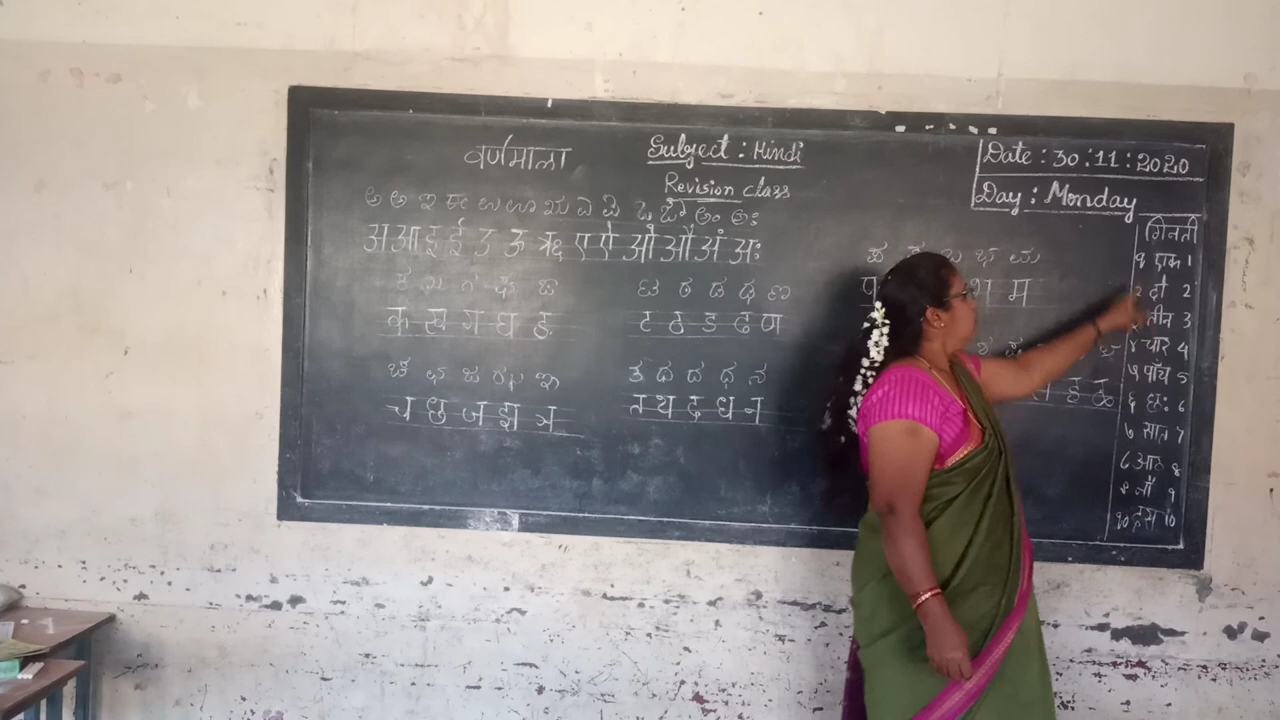 वर्णमाला
Subject : Hindi
Revision class
Date : 30:11:2020
Day : Monday
ಅ ಆ ಇ ಈ ಉ ಊ ಋ ಎ ಐ ಒ ಔ ಅಂ ಅಃ
अ आ इ ई उ ऊ ऋ ए ऐ ओ औ अं अः
ಕ ಖ ಗ ಘ ಙ
क ख ग घ ङ
ಚ ಛ ಜ ಝ ಞ
च छ ज झ ञ
ಟ ಠ ಡ ಢ ಣ
ट ठ ड ढ ण
ತ ಥ ದ ಧ ನ
त थ द ध न
ಪ ಫ ಬ ಭ ಮ
प भ म
स ह ळ
गिनती
१ एक 1
२ दो 2
तीन 3
४ चार 4
५ पाँच 5
६ छः 6
७ सात 7
८ आठ 8
९ नौ 9
१० दस 10